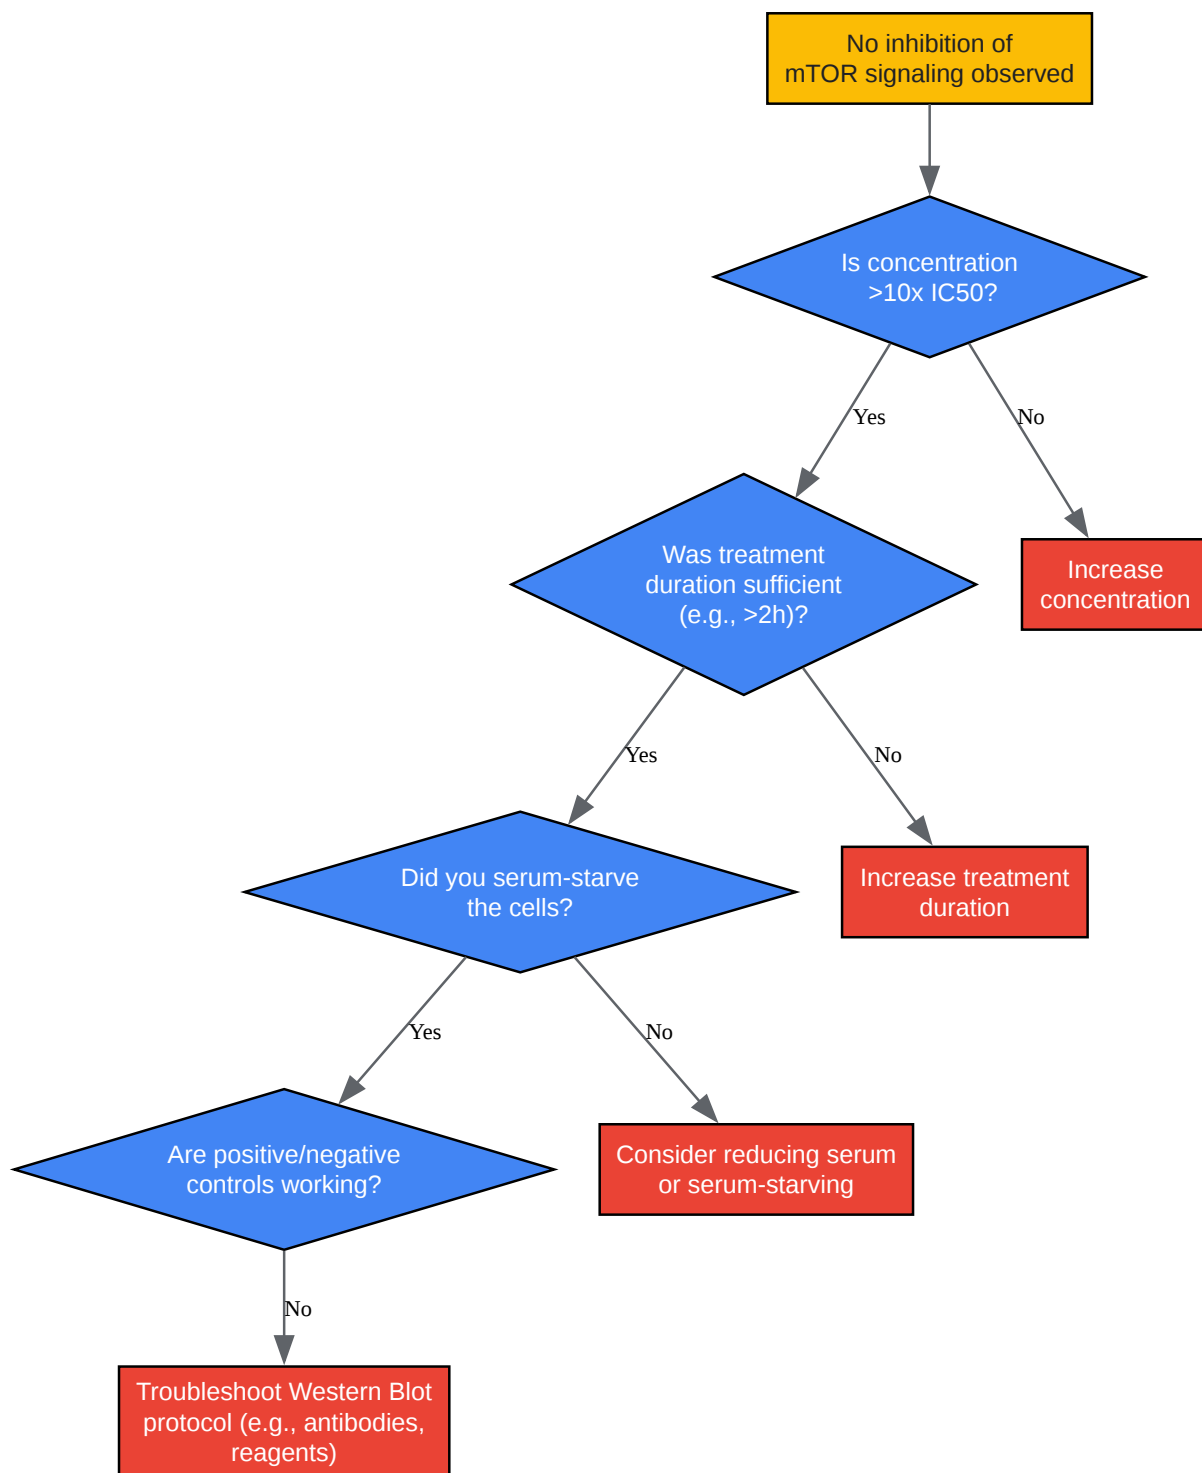 No inhibition of
mTOR signaling observed
Is concentration
>10x IC50?
Yes
No
Was treatment
duration sufficient
(e.g., >2h)?
Increase
concentration
Yes
No
Did you serum-starve
the cells?
Increase treatment
duration
Yes
No
Are positive/negative
controls working?
Consider reducing serum
or serum-starving
No
Troubleshoot Western Blot
protocol (e.g., antibodies,
reagents)